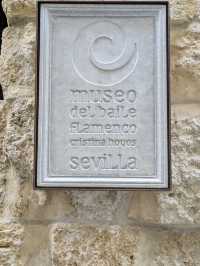 museo
del baile
flamenco
cristina hoyos
sevilla